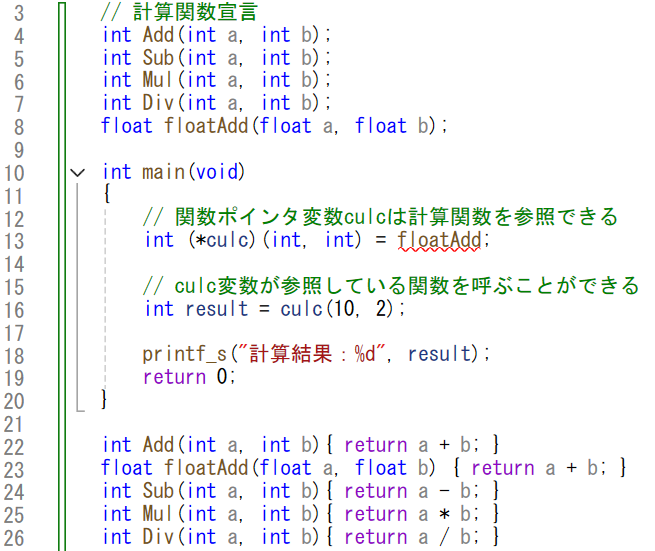 3 // 計算関数宣言
4 int Add(int a, int b);
5 int Sub(int a, int b);
6 int Mul(int a, int b);
7 int Div(int a, int b);
8 float floatAdd(float a, float b);
9
10 int main(void)
11 {
12 // 関数ポインタ変数culcは計算関数を参照できる
13 int (*culc)(int, int) = floatAdd;
14
15 // culc変数が参照している関数を呼ぶことができる
16 int result = culc(10, 2);
17
18 printf_s("計算結果：%d", result);
19 return 0;
20 }
21
22 int Add(int a, int b){ return a + b; }
23 float floatAdd(float a, float b) { return a + b; }
24 int Sub(int a, int b){ return a - b; }
25 int Mul(int a, int b){ return a * b; }
26 int Div(int a, int b){ return a / b; }